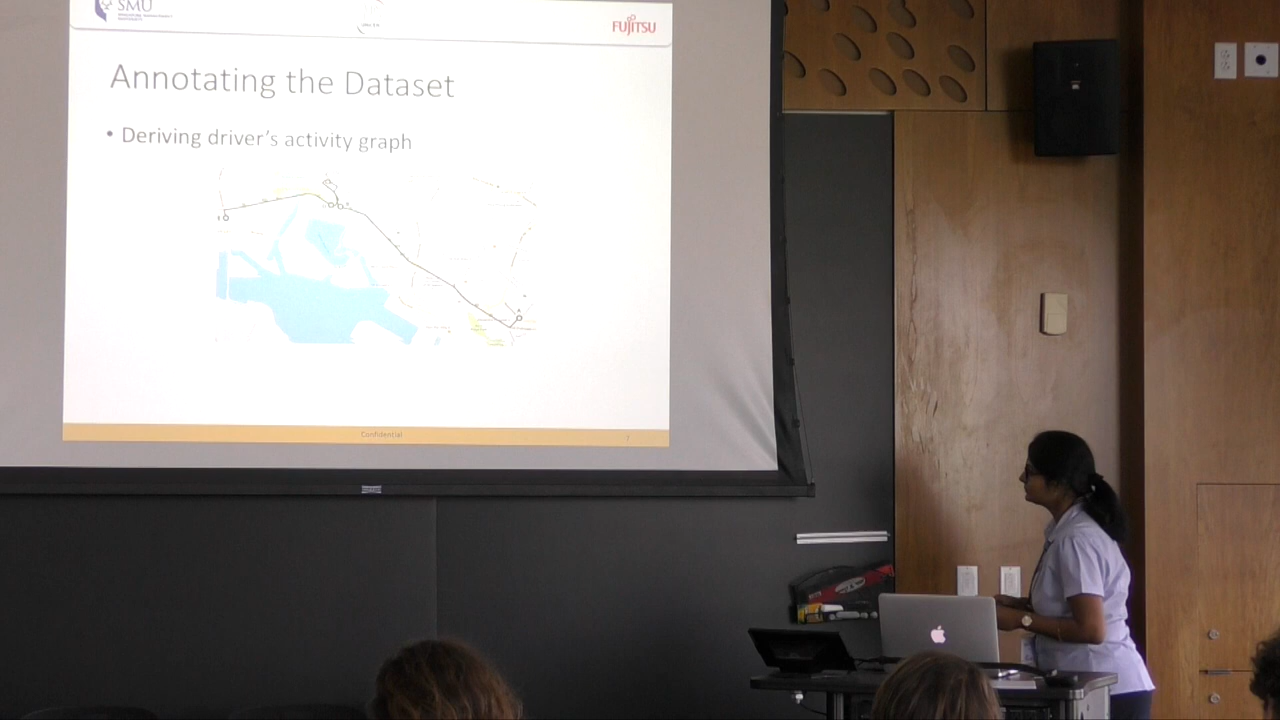 SMU
FUJITSU
Annotating the Dataset
• Deriving driver's activity graph
Confidential